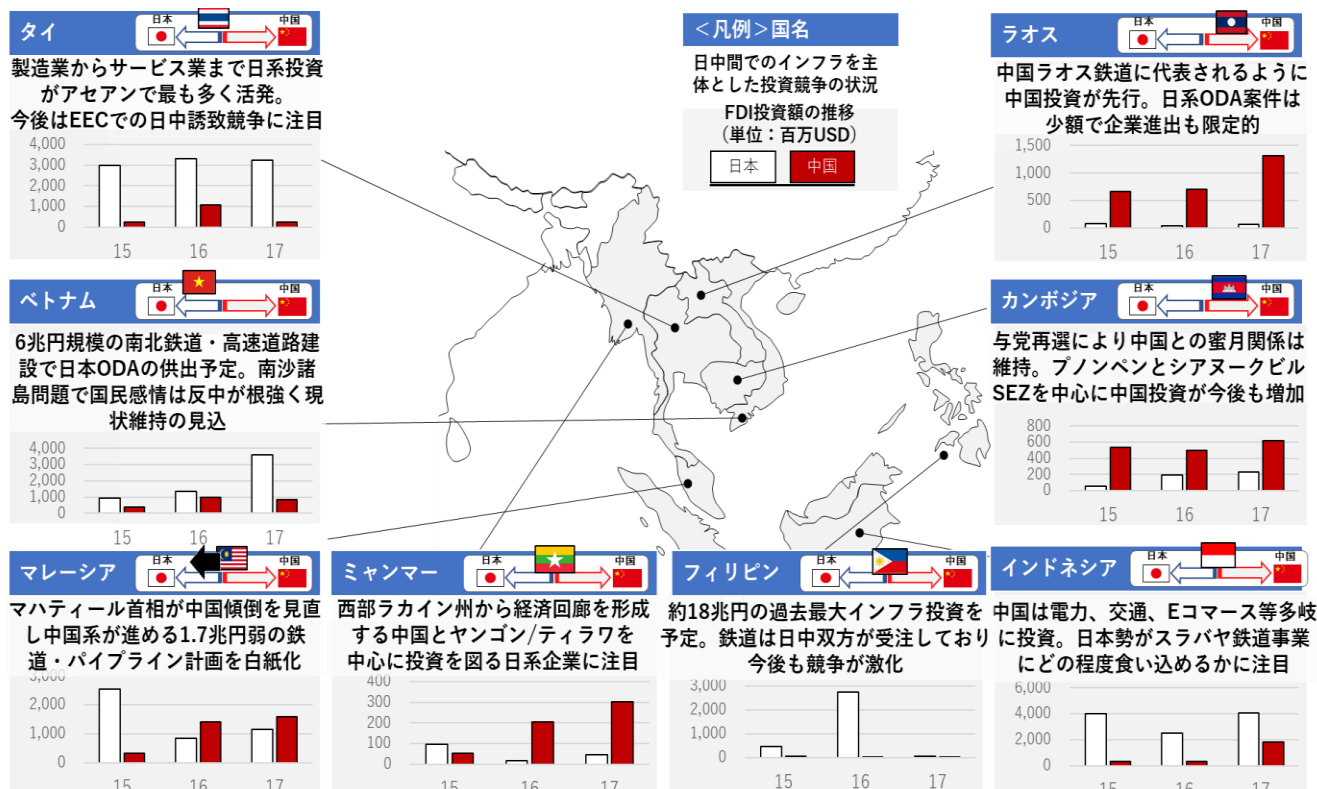 タイ
日本
中国
製造業からサービス業まで日系投資
がアセアンで最も多く活発。
今後はEECでの日中誘致競争に注目
4,000
3,000
2,000
1,000
0
15
16
17
<凡例>国名
日中間でのインフラを主
体とした投資競争の状況
FDI投資額の推移
（単位：百万USD）
日本
中国
ラオス
日本
中国
中国ラオス鉄道に代表されるように
中国投資が先行。日系ODA案件は
少額で企業進出も限定的
1,500
1,000
500
0
15
16
17
ベトナム
日本
中国
6兆円規模の南北鉄道・高速道路建
設で日本ODAの供出予定。南沙諸
島問題で国民感情は反中が根強く現
状維持の見込
4,000
3,000
2,000
1,000
0
15
16
17
カンボジア
日本
中国
与党再選により中国との蜜月関係は
維持。プノンペンとシアヌークビル
SEZを中心に中国投資が今後も増加
800
600
400
200
0
15
16
17
マレーシア
日本
中国
マハティール首相が中国傾倒を見直
し中国系が進める1.7兆円弱の鉄
道・パイプライン計画を白紙化
3,000
2,000
1,000
0
15
16
17
ミャンマー
日本
中国
西部ラカイン州から経済回廊を形成
する中国とヤンゴン/ティラワを
中心に投資を図る日系企業に注目
400
300
200
100
0
15
16
17
フィリピン
日本
中国
約18兆円の過去最大インフラ投資を
予定。鉄道は日中双方が受注しており
今後も競争が激化
3,000
2,000
1,000
0
15
16
17
インドネシア
日本
中国
中国は電力、交通、Eコマース等多岐
に投資。日本勢がスラバヤ鉄道事業
にどの程度食い込めるかに注目
6,000
4,000
2,000
0
15
16
17